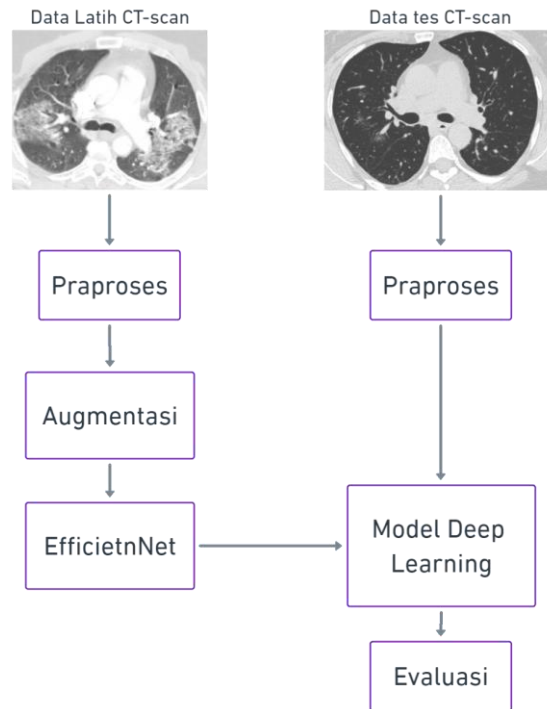 Data Latih CT-scan
Data tes CT-scan
Praproses
Praproses
Augmentasi
EfficietnNet
Model Deep
Learning
Evaluasi